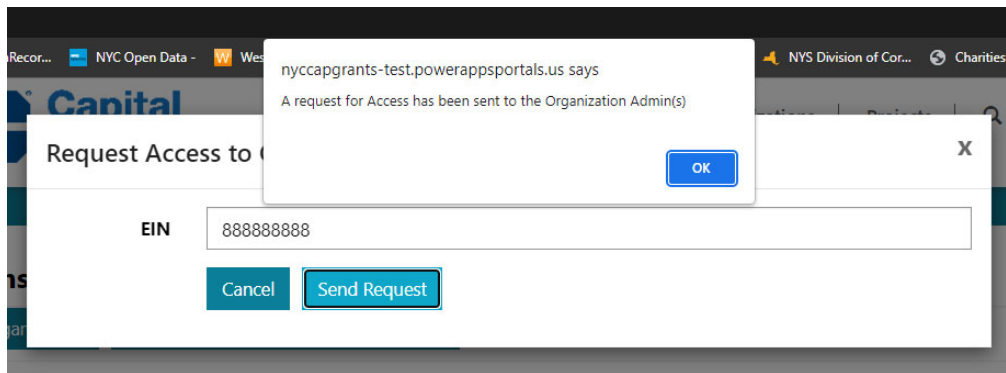 Recor... NYC Open Data - Wes NYS Division of Cor... Charities
nyccapgrants-test.powerappsportals.us says
A request for Access has been sent to the Organization Admin(s)
OK
Capital
Projects
Request Access to
X
EIN 888888888
Cancel Send Request